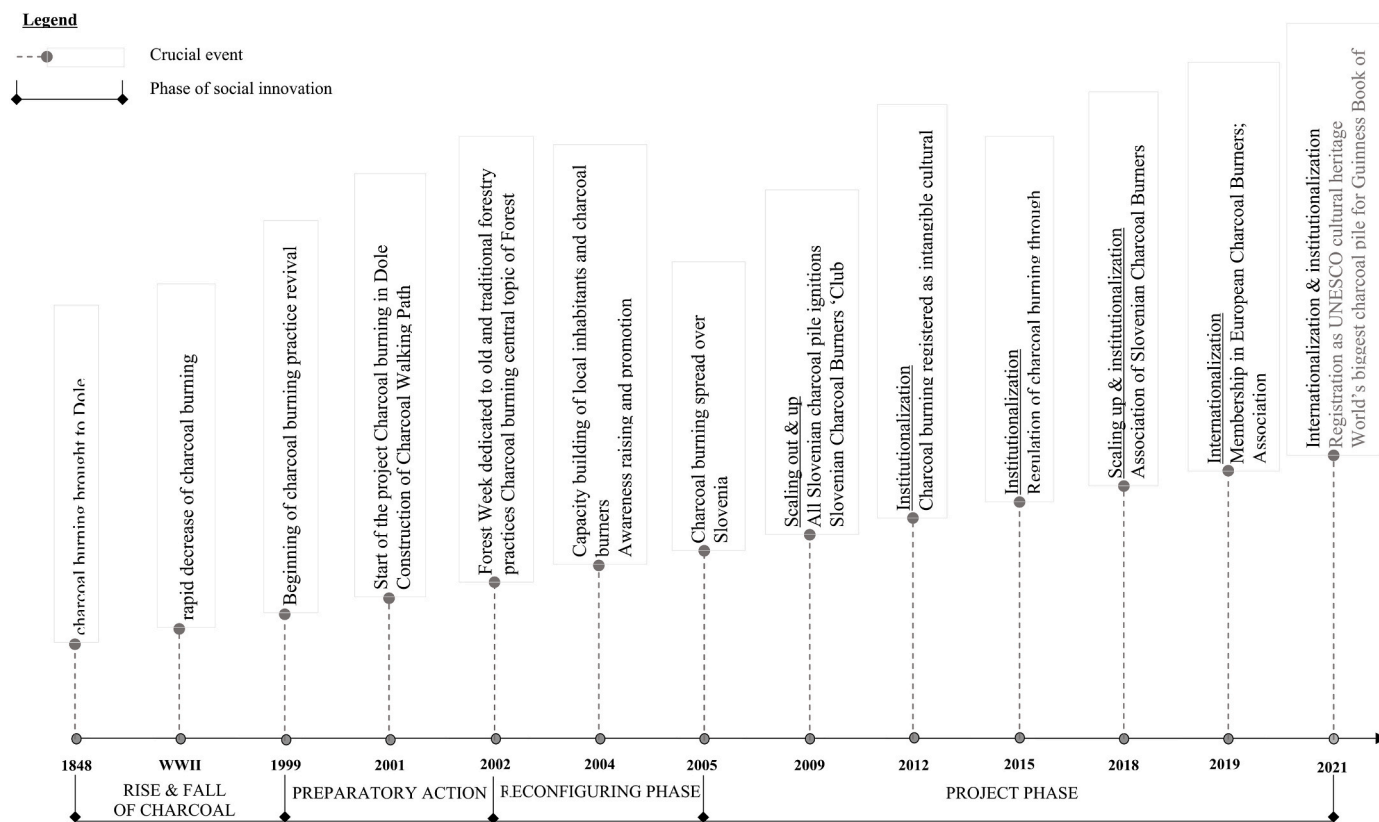 Legend
Crucial event
Phase of social innovation
charcoal burning brought to Dole
rapid decrease of charcoal burning
Beginning of charcoal burning practice revival
Start of the project Charcoal burning in Dole
Construction of Charcoal Walking Path
Forest Week dedicated to old and traditional forestry
practices Charcoal burning central topic of Forest
Capacity building of local inhabitants and charcoal
burners
Awareness raising and promotion
Charcoal burning spread over
Slovenia
Scaling out & up
All Slovenian charcoal pile ignitions
Slovenian Charcoal Burners ‘Club
Institutionalization
Charcoal burning registered as intangible cultural
Institutionalization
Regulation of charcoal burning through
Scaling up & institutionalization
Association of Slovenian Charcoal Burners
Internationalization
Membership in European Charcoal Burners;
Association
Internationalization & institutionalization
Registration as UNESCO cultural heritage
World’s biggest charcoal pile for Guinness Book of
1848
WWII
1999
2001
2002
2004
2005
2009
2012
2015
2018
2019
2021
RISE & FALL
OF CHARCOAL
PREPARATORY ACTION
RECONFIGURING PHASE
PROJECT PHASE